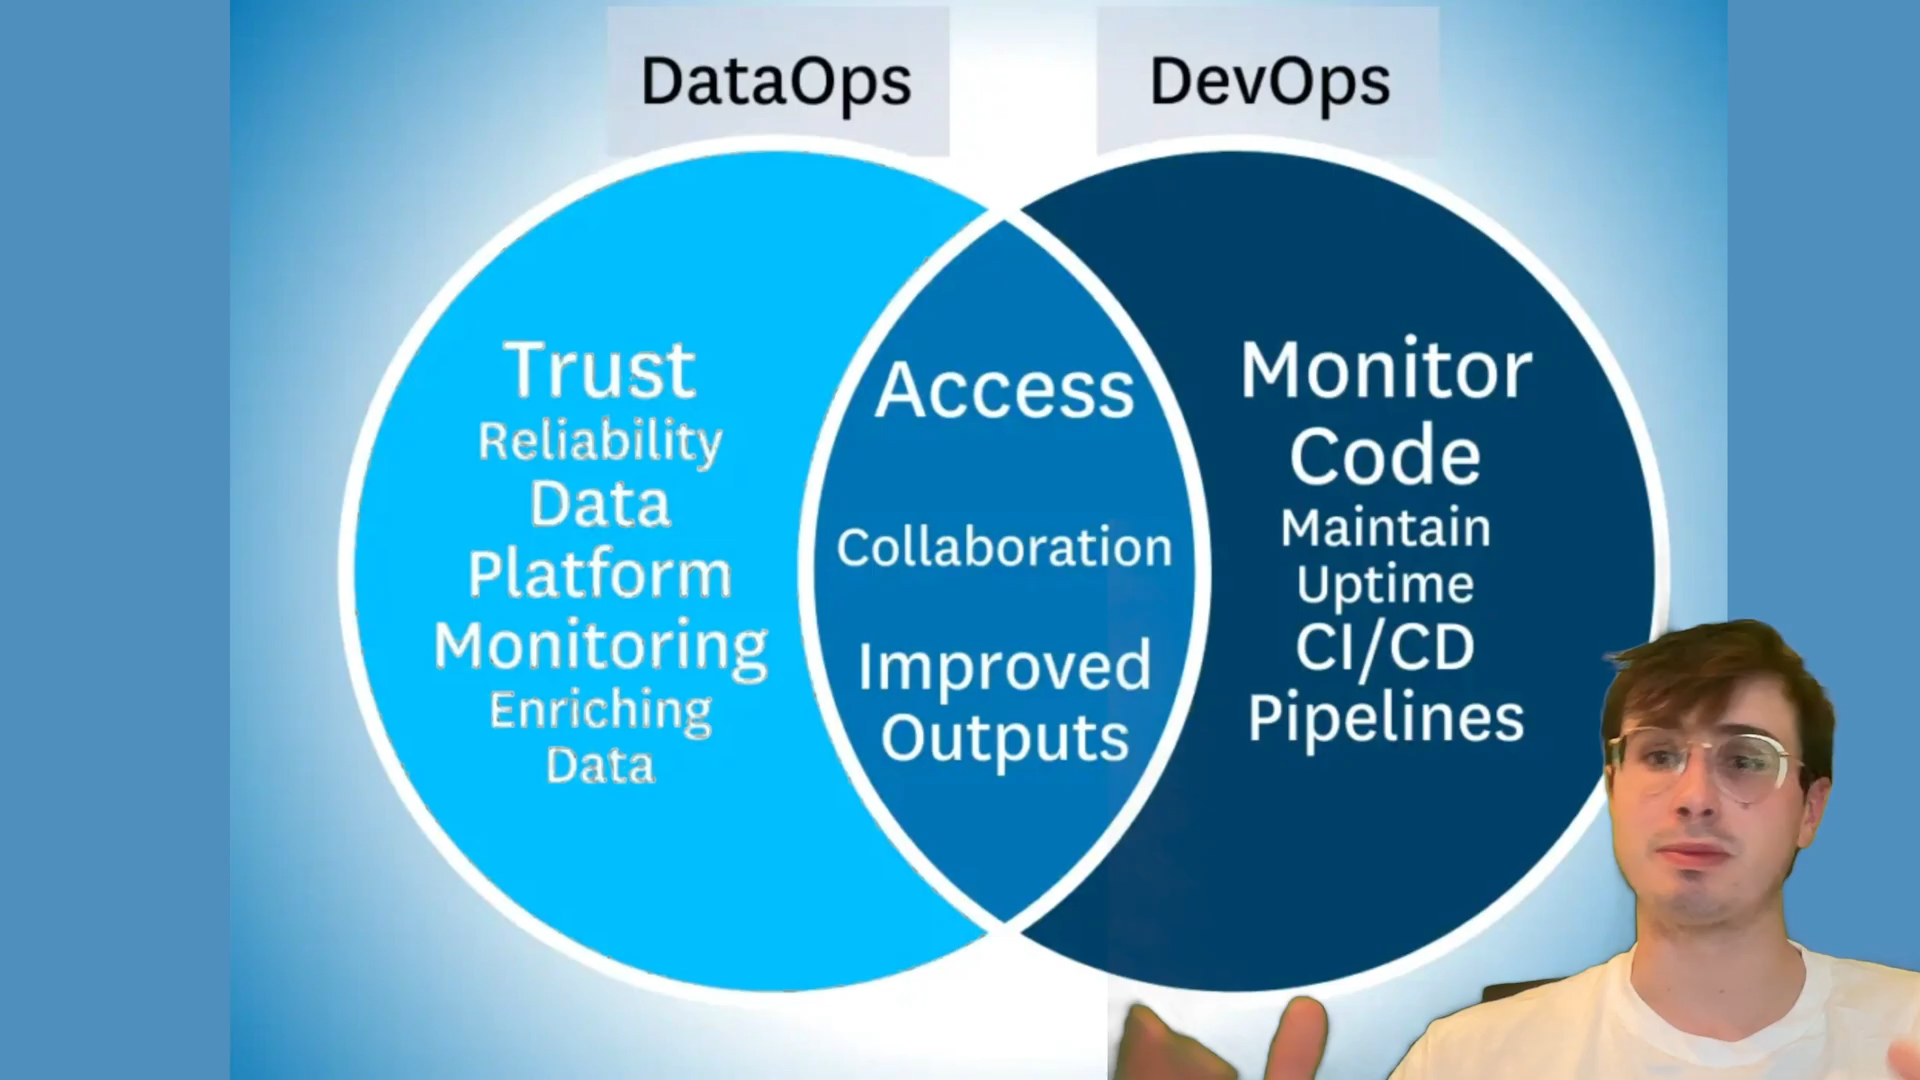 DataOps
DevOps
Trust
Reliability
Data
Platform
Monitoring
Enriching
Data
Access
Collaboration
Improved
Outputs
Monitor
Code
Maintain
Uptime
CI/CD
Pipelines